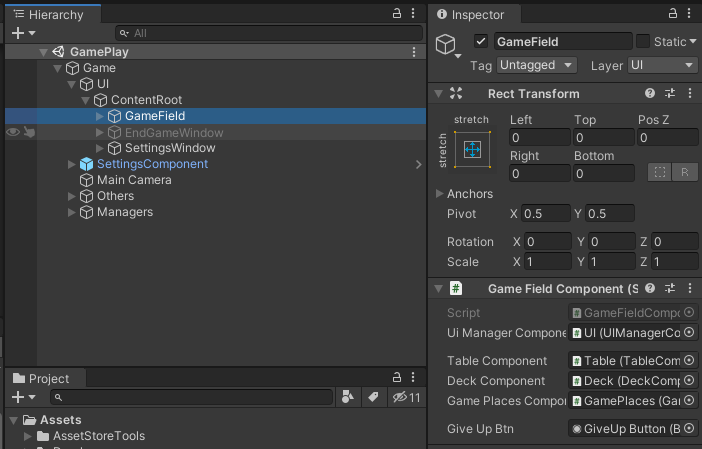 Hierarchy
All
GamePlay
Game
UI
ContentRoot
GameField
EndGameWindow
SettingsWindow
SettingsComponent
Main Camera
Others
Managers
Project
11
Assets
AssetStoreTools
Inspector
GameField
Static
Tag Untagged Layer UI
Rect Transform
stretch
stretch
Left Top Pos Z
0 0 0
Right Bottom
0 0
R
Anchors
Pivot X 0.5 Y 0.5
Rotation X 0 Y 0 Z 0
Scale X 1 Y 1 Z 1
Game Field Component (S
Script GameFieldCompo
Ui Manager Compone UI (UIManagerCo
Table Component Table (TableCom
Deck Component Deck (DeckComp
Game Places Compor GamePlaces (Gar
Give Up Btn GiveUp Button (B